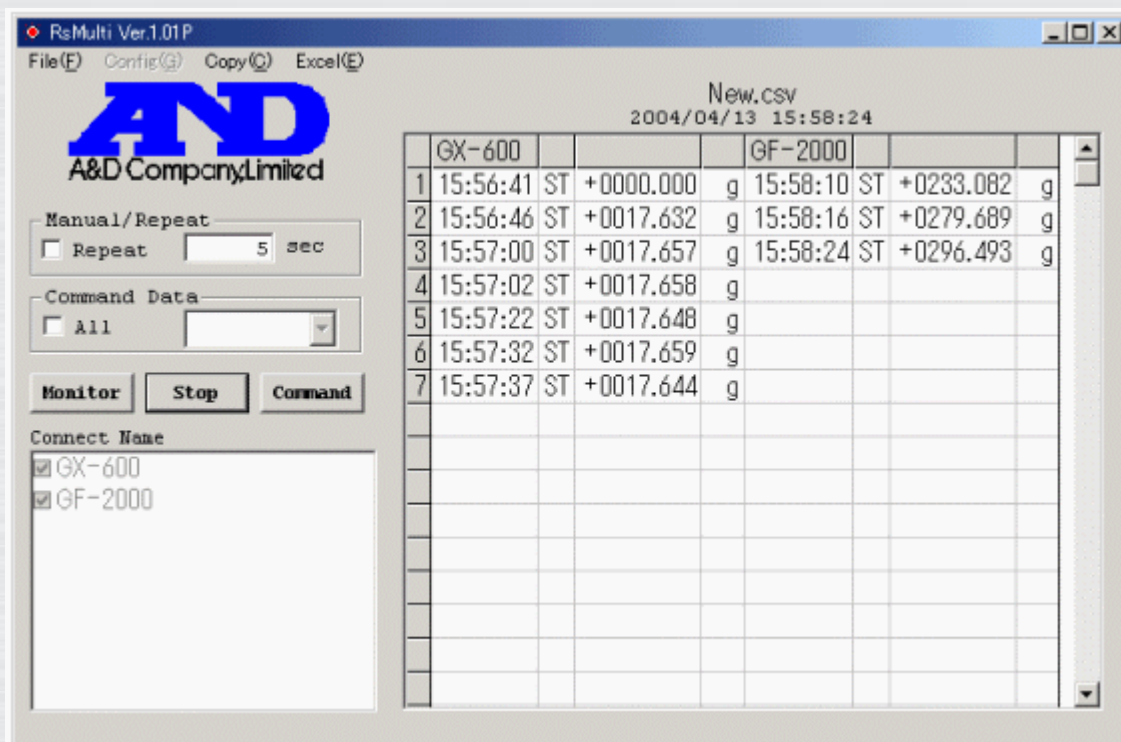 RsMulti Ver.1.01P
File(F) Config(G) Copy(C) Excel(E)
AND
A&D Company,Limited
Manual/Repeat
Repeat 5 sec
Command Data
All
Monitor Stop Command
Connect Name
GX-600
GF-2000
New.csv
2004/04/13 15:58:24
GX-600 GF-2000
1 15:56:41 ST +0000.000 g 15:58:10 ST +0233.082 g
2 15:56:46 ST +0017.632 g 15:58:16 ST +0279.689 g
3 15:57:00 ST +0017.657 g 15:58:24 ST +0296.493 g
4 15:57:02 ST +0017.658 g
5 15:57:22 ST +0017.648 g
6 15:57:32 ST +0017.659 g
7 15:57:37 ST +0017.644 g